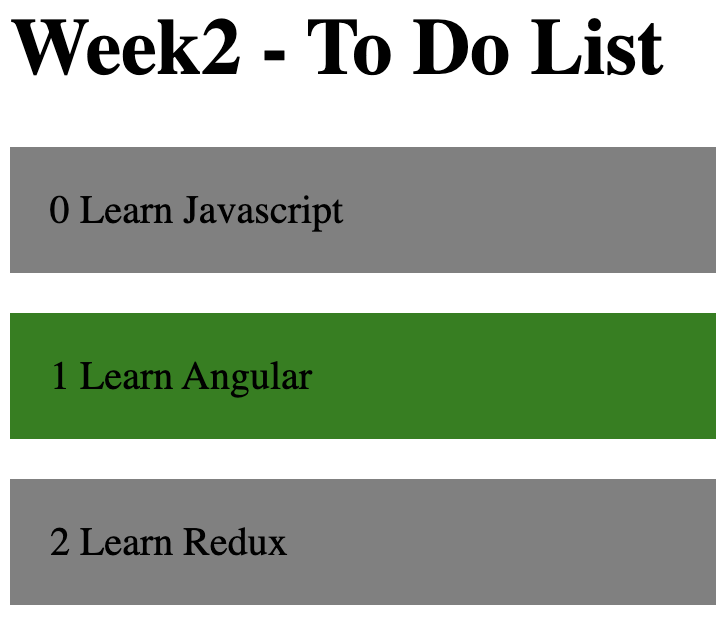 Week2 - To Do List
0 Learn Javascript
1 Learn Angular
2 Learn Redux